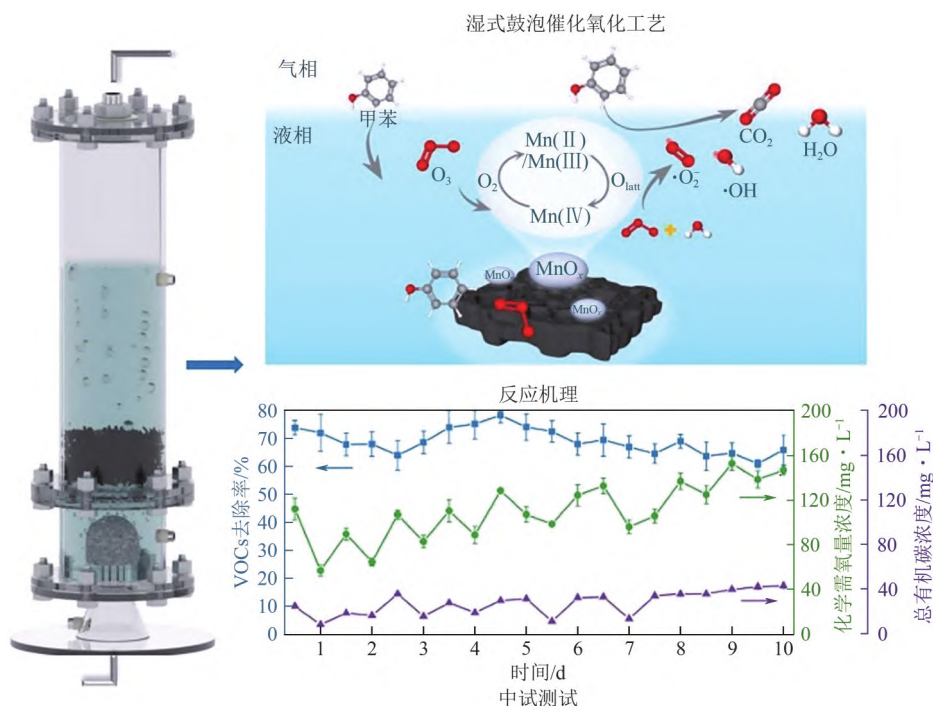 湿式鼓泡催化氧化工艺
气相
甲苯
液相
O₃
Mn(Ⅱ)
/Mn(Ⅲ)
O₂
O_latt
Mn(Ⅳ)
·O₂⁻
·OH
CO₂
H₂O
+
MnOₓ
MnOₓ
MnOₓ
反应机理
VOCs去除率/%
80
70
60
50
40
30
20
10
0
1 2 3 4 5 6 7 8 9 10
时间/d
200
160
120
80
40
0
化学需氧量浓度/mg·L⁻¹
200
160
120
80
40
0
总有机碳浓度/mg·L⁻¹
中试测试